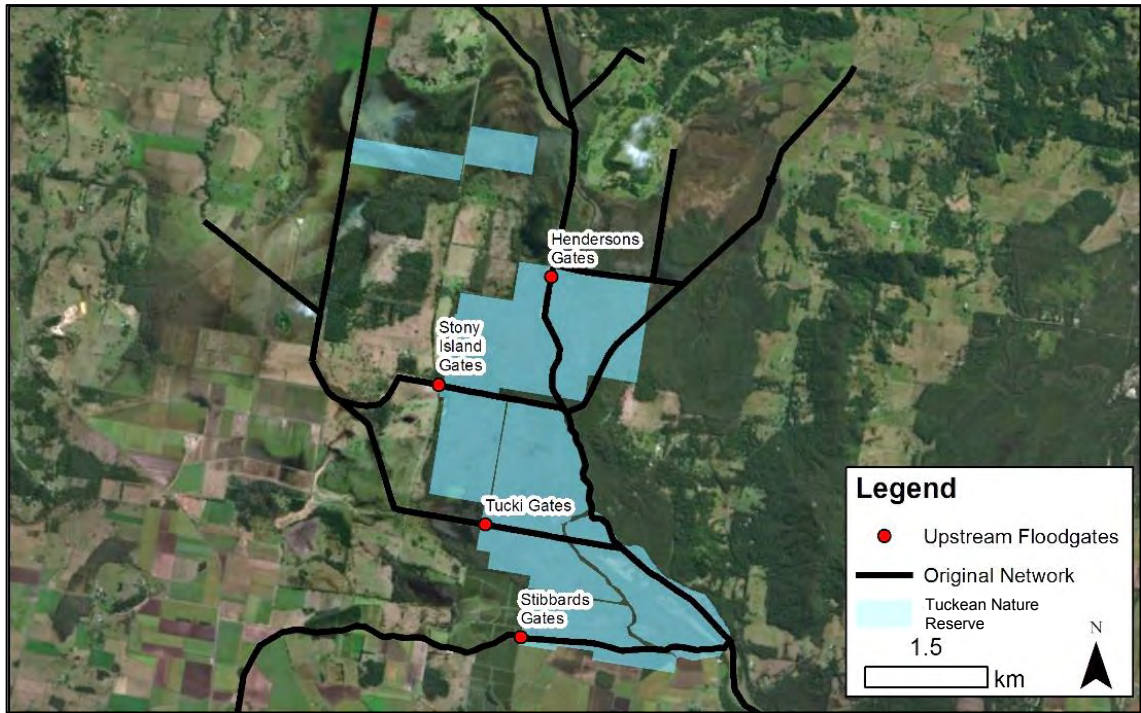 Hendersons
Gates
Stony
Island
Gates
Tucki Gates
Stibbards
Gates
Legend
Upstream Floodgates
Original Network
Tuckean Nature
Reserve
1.5
km
N